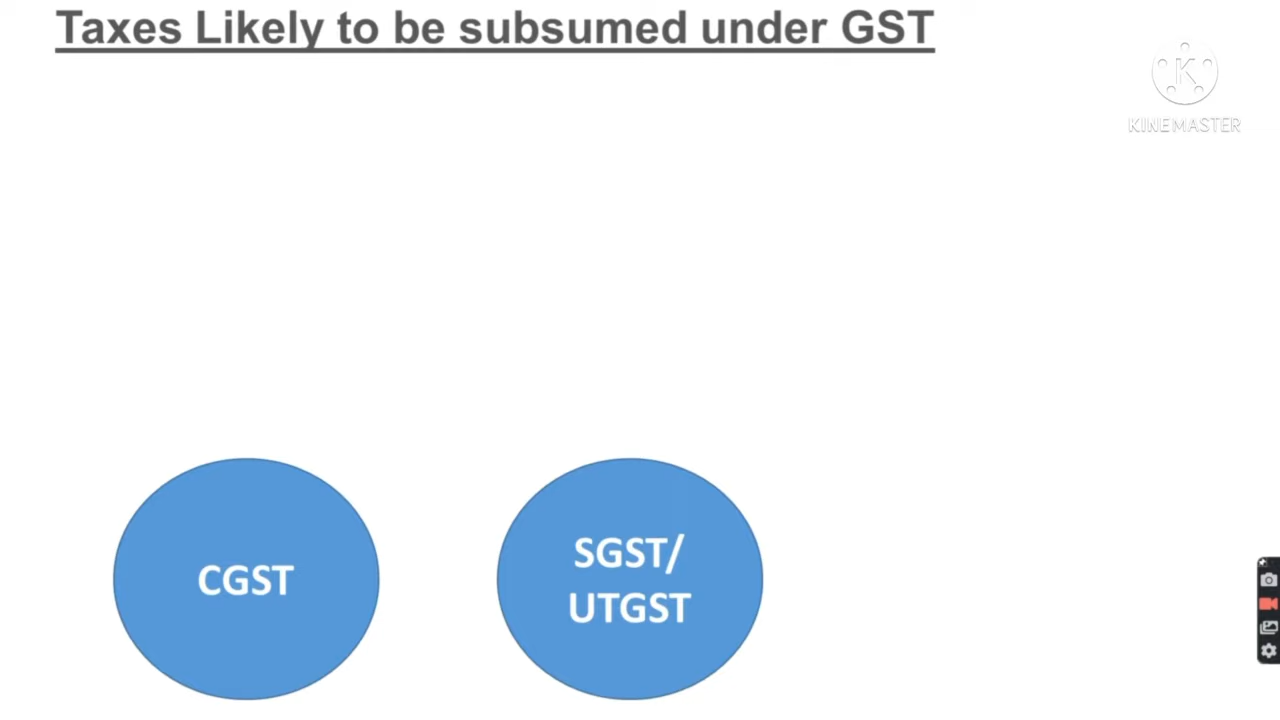 Taxes Likely to be subsumed under GST
K
KINEMASTER
CGST
SGST/
UTGST